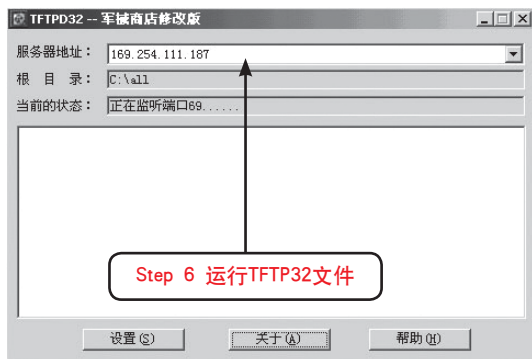 TFTPD32 -- 军械商店修改版
服务器地址： 169.254.111.187
根 目 录： C:\all
当前的状态： 正在监听端口69......
Step 6 运行TFTP32文件
设置(S) 关于(A) 帮助(H)